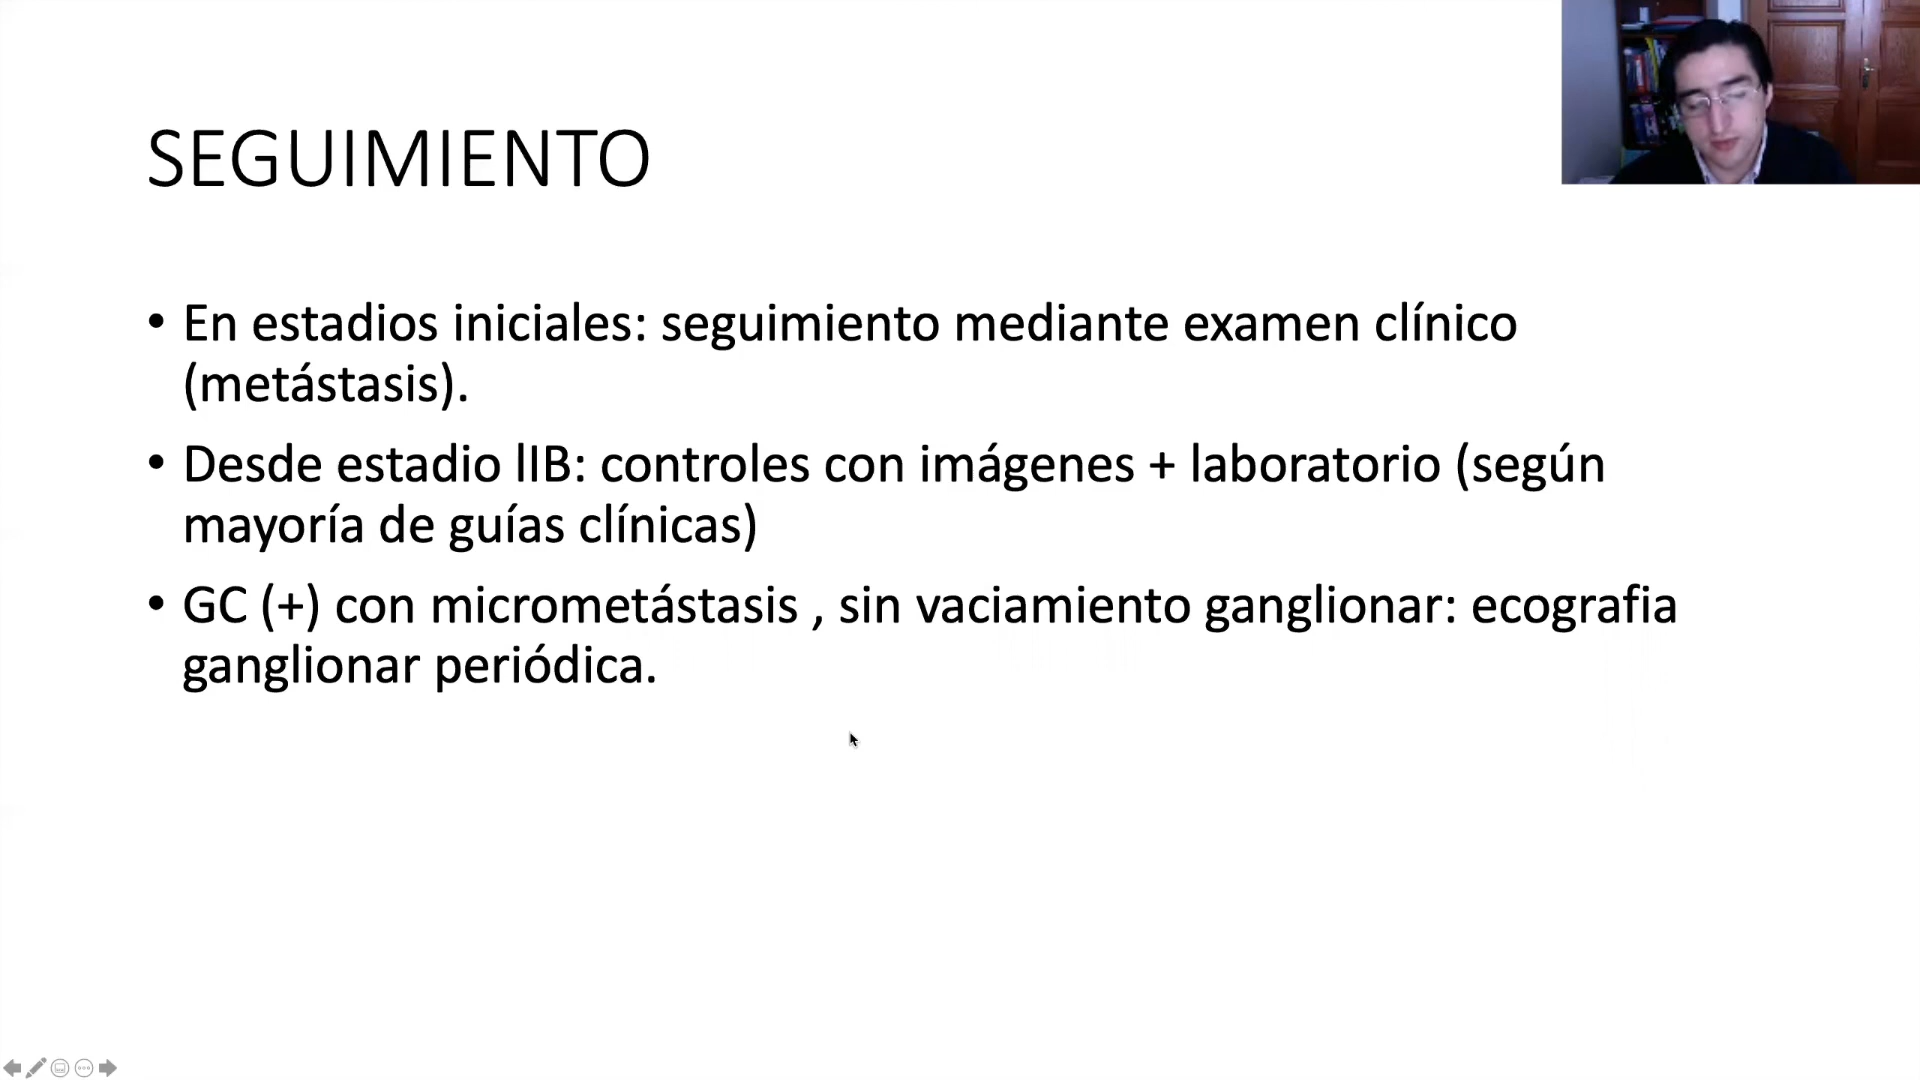 SEGUIMIENTO
• En estadios iniciales: seguimiento mediante examen clínico
(metástasis).
• Desde estadio lIB: controles con imágenes + laboratorio (según
mayoría de guías clínicas)
• GC (+) con micrometástasis , sin vaciamiento ganglionar: ecografia
ganglionar periódica.